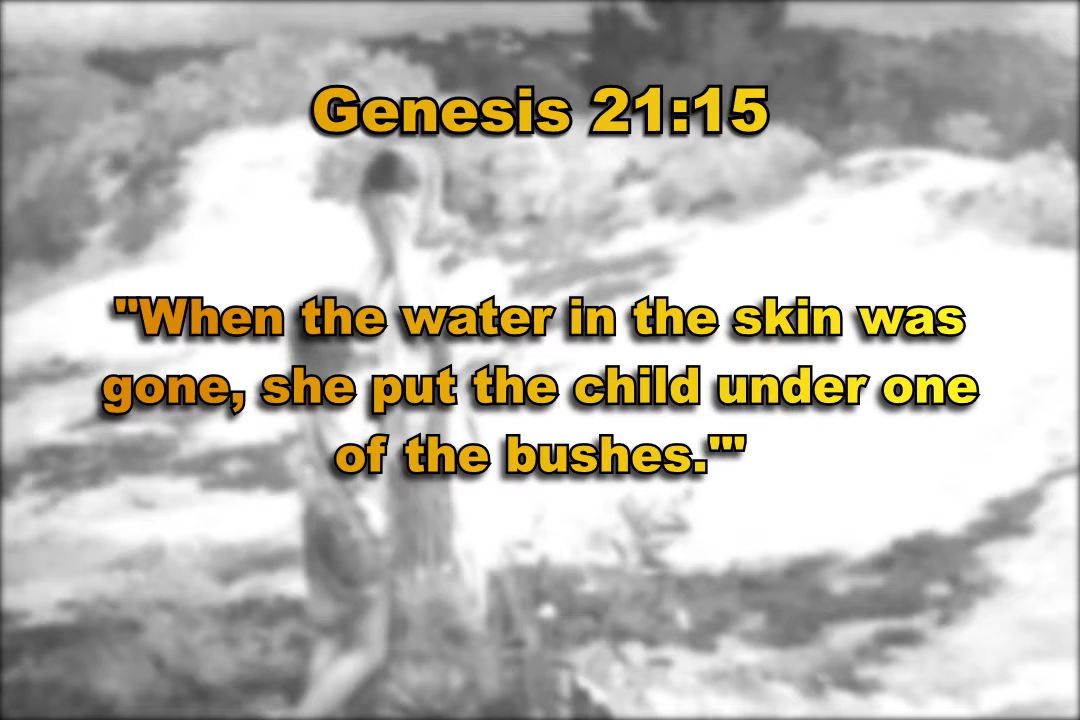 Genesis 21:15
"When the water in the skin was
gone, she put the child under one
of the bushes.'"